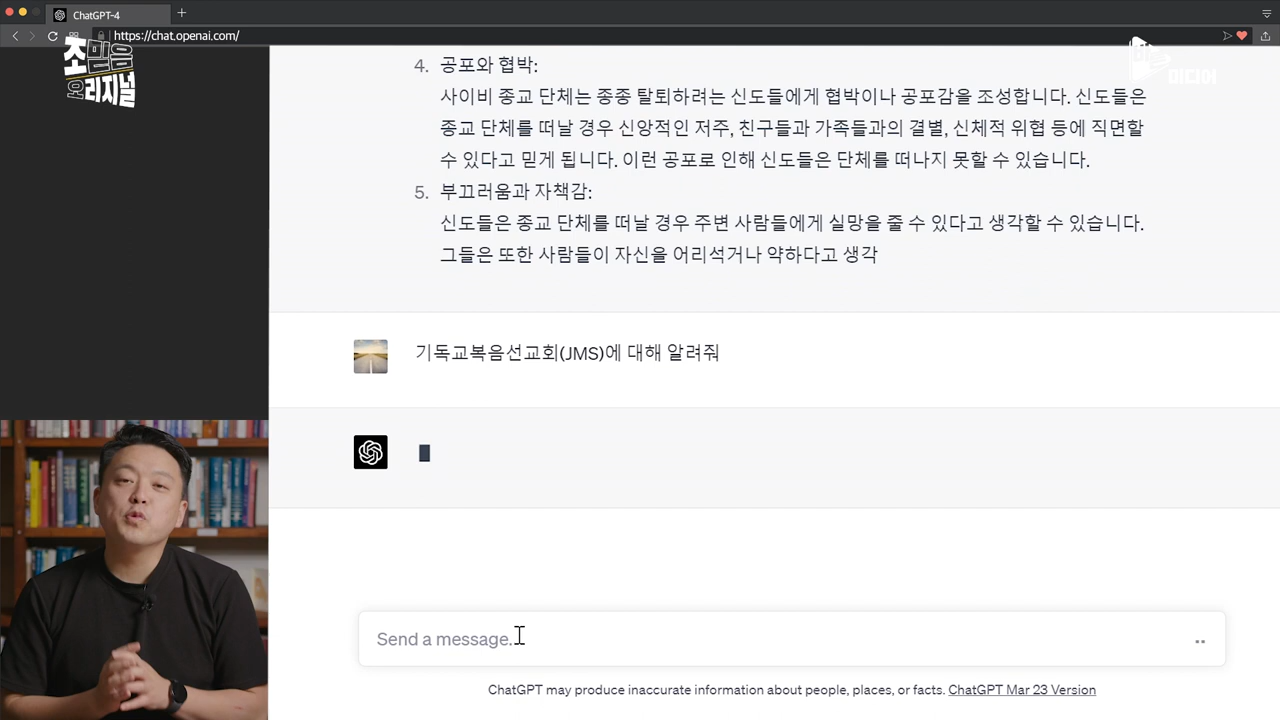 ChatGPT-4
https://chat.openai.com/
조믿음
오리지널
미디어
4. 공포와 협박:
사이비 종교 단체는 종종 탈퇴하려는 신도들에게 협박이나 공포감을 조성합니다. 신도들은
종교 단체를 떠날 경우 신앙적인 저주, 친구들과 가족들과의 결별, 신체적 위협 등에 직면할
수 있다고 믿게 됩니다. 이런 공포로 인해 신도들은 단체를 떠나지 못할 수 있습니다.
5. 부끄러움과 자책감:
신도들은 종교 단체를 떠날 경우 주변 사람들에게 실망을 줄 수 있다고 생각할 수 있습니다.
그들은 또한 사람들이 자신을 어리석거나 약하다고 생각
기독교복음선교회(JMS)에 대해 알려줘
Send a message.
ChatGPT may produce inaccurate information about people, places, or facts. ChatGPT Mar 23 Version